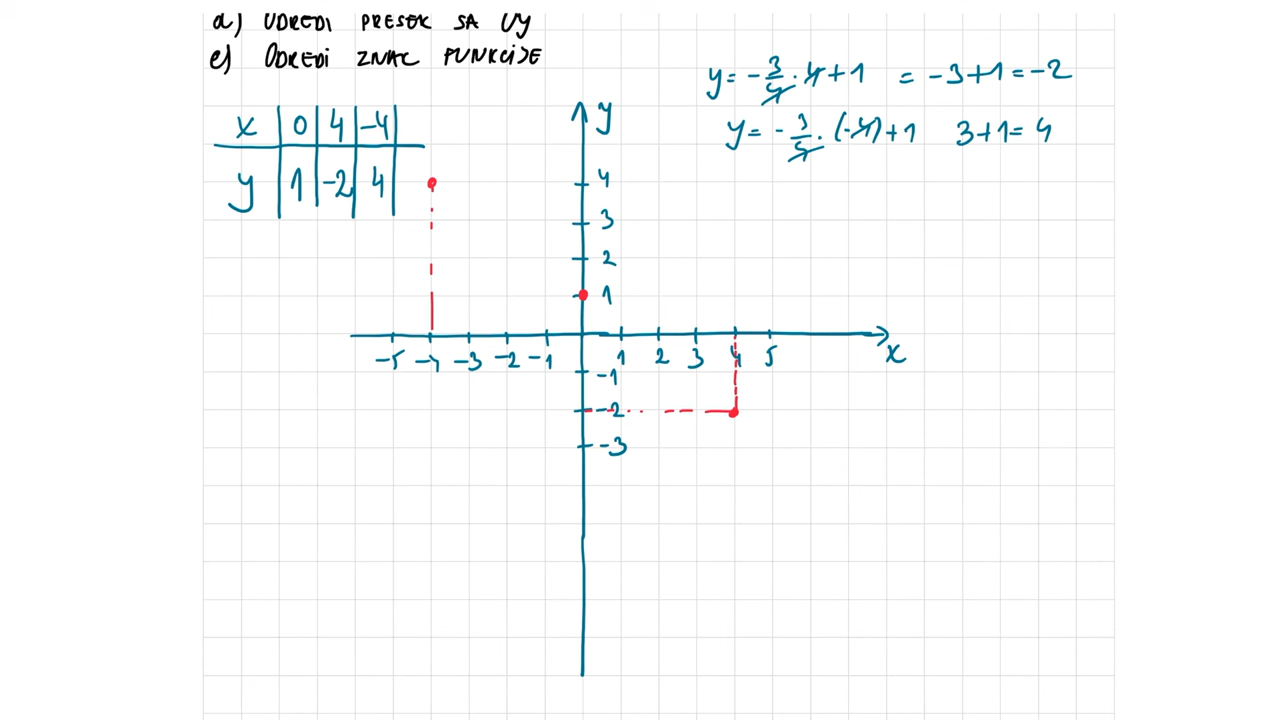 d) ODREDI PRESEK SA OY
e) ODREDI ZNAK FUNKCIJE
y = -3/4 · 4 + 1 = -3+1 = -2
y = -3/4 · (-4) + 1 3+1 = 4
x 0 4 -4
y 1 -2 4
y
4
3
2
1
-5 -4 -3 -2 -1 1 2 3 4 5 x
-1
-2
-3